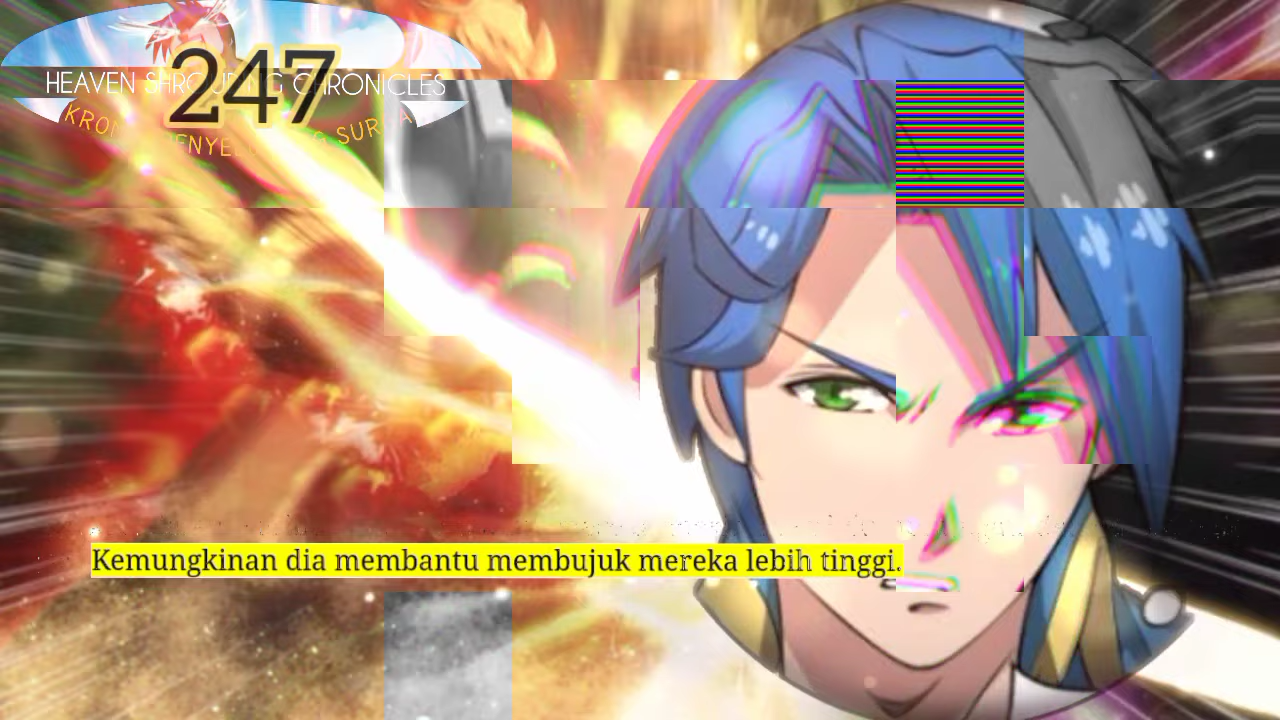 247
HEAVEN SHROUDING CHRONICLES
Kemungkinan dia membantu membujuk mereka lebih tinggi.